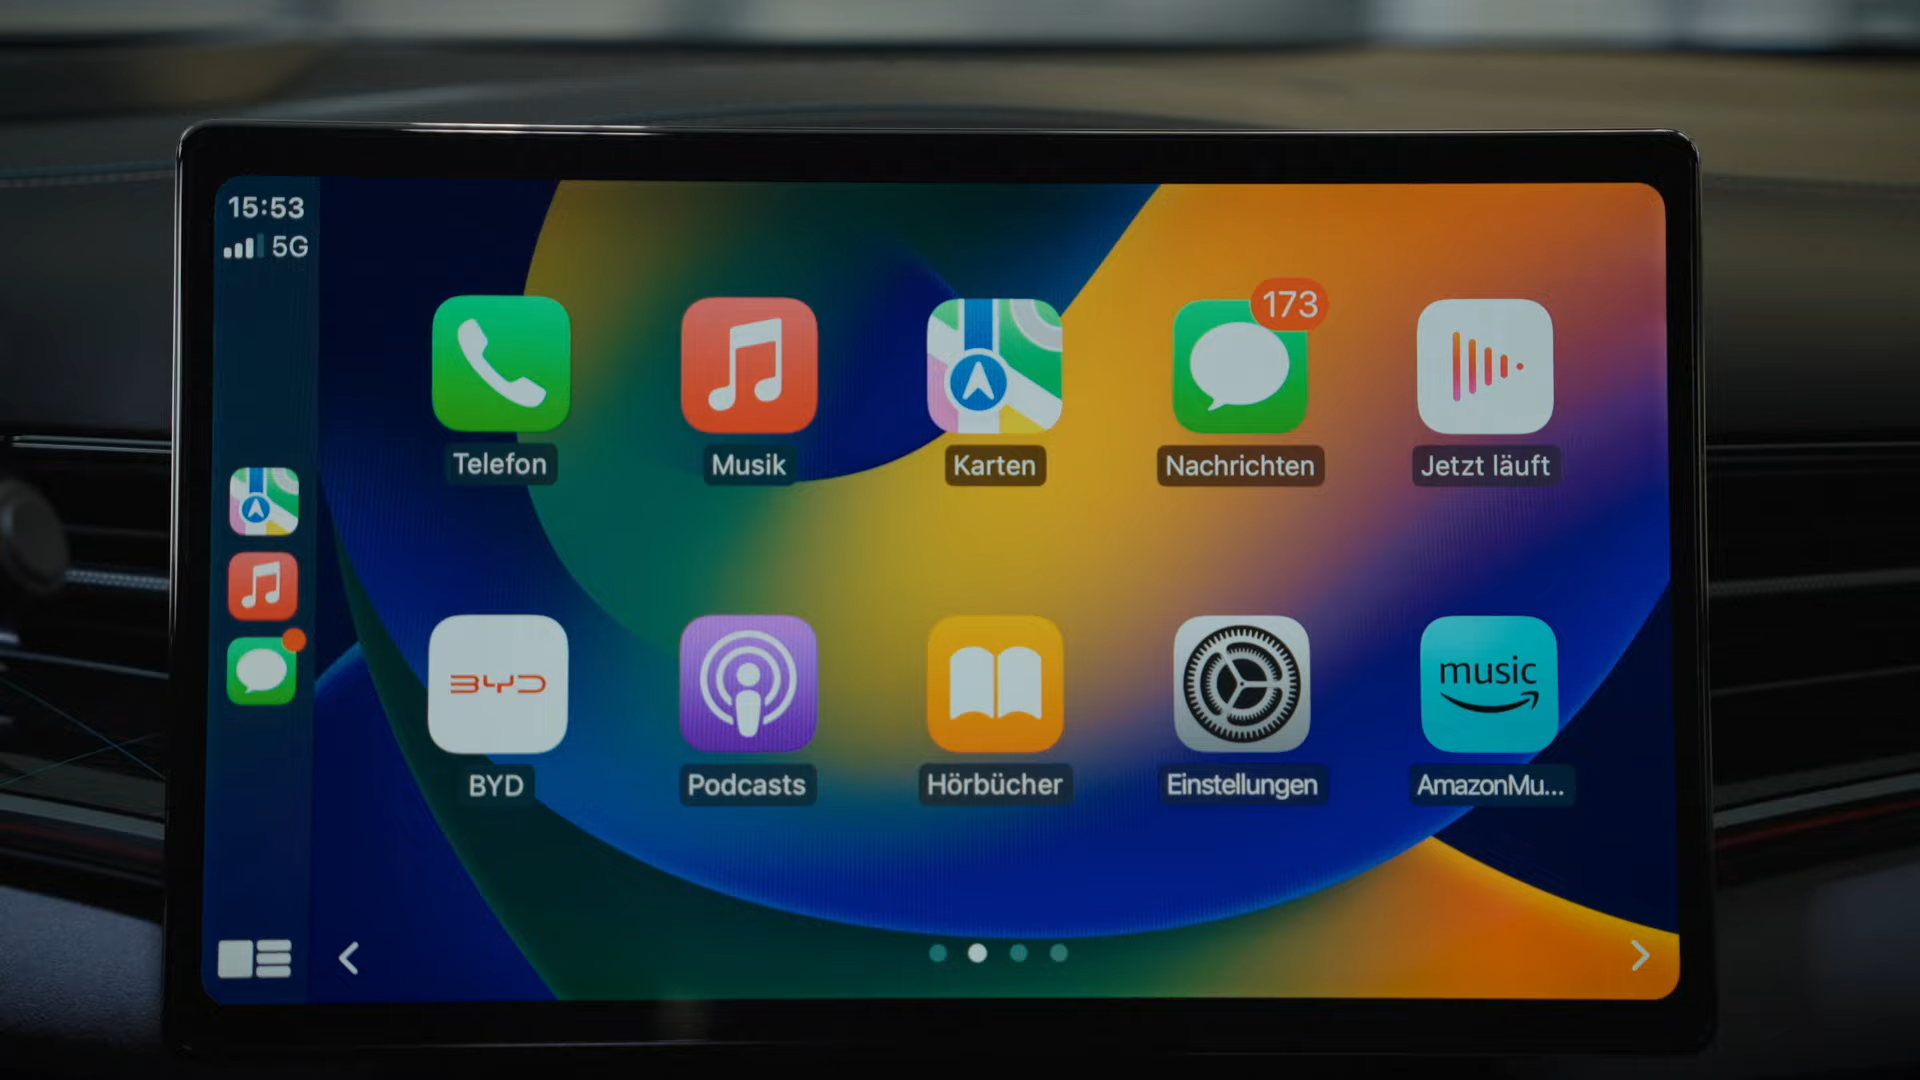 15:53
5G
173
Telefon
Musik
Karten
Nachrichten
Jetzt läuft
BYD
music
BYD
Podcasts
Hörbücher
Einstellungen
AmazonMu...